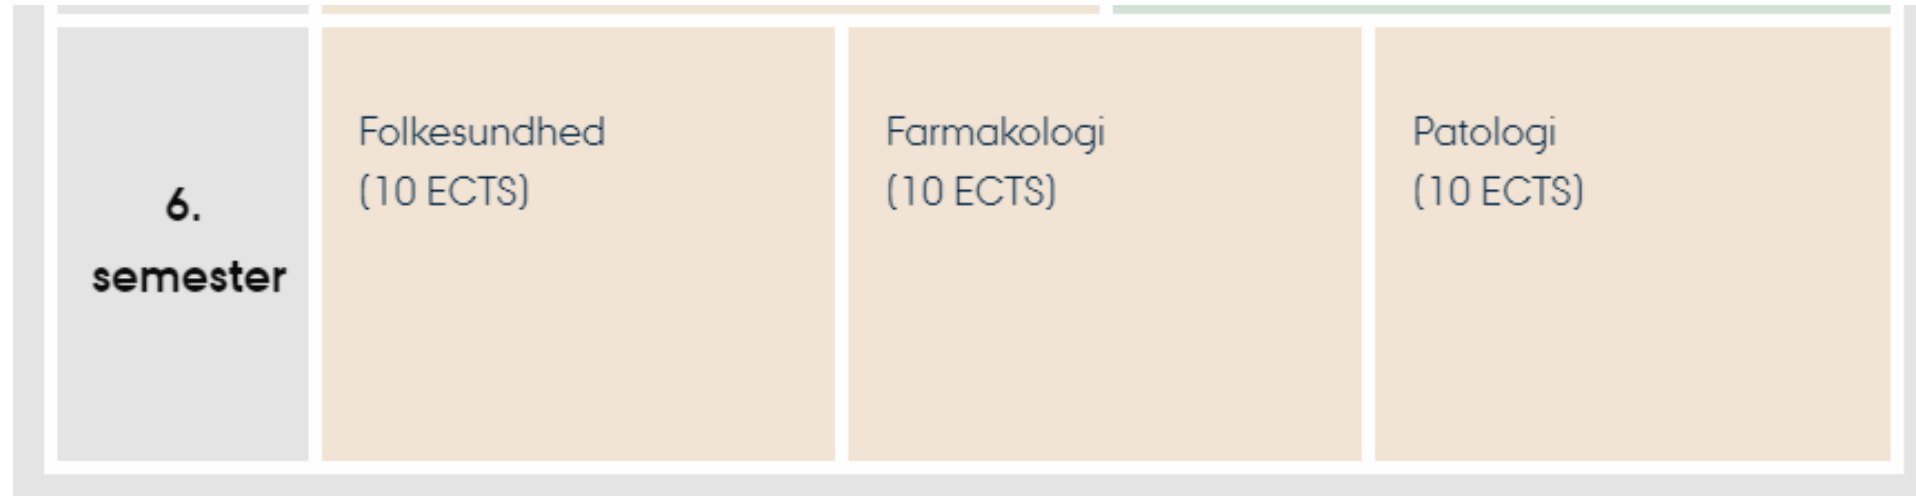 6.
semester
Folkesundhed
(10 ECTS)
Farmakologi
(10 ECTS)
Patologi
(10 ECTS)